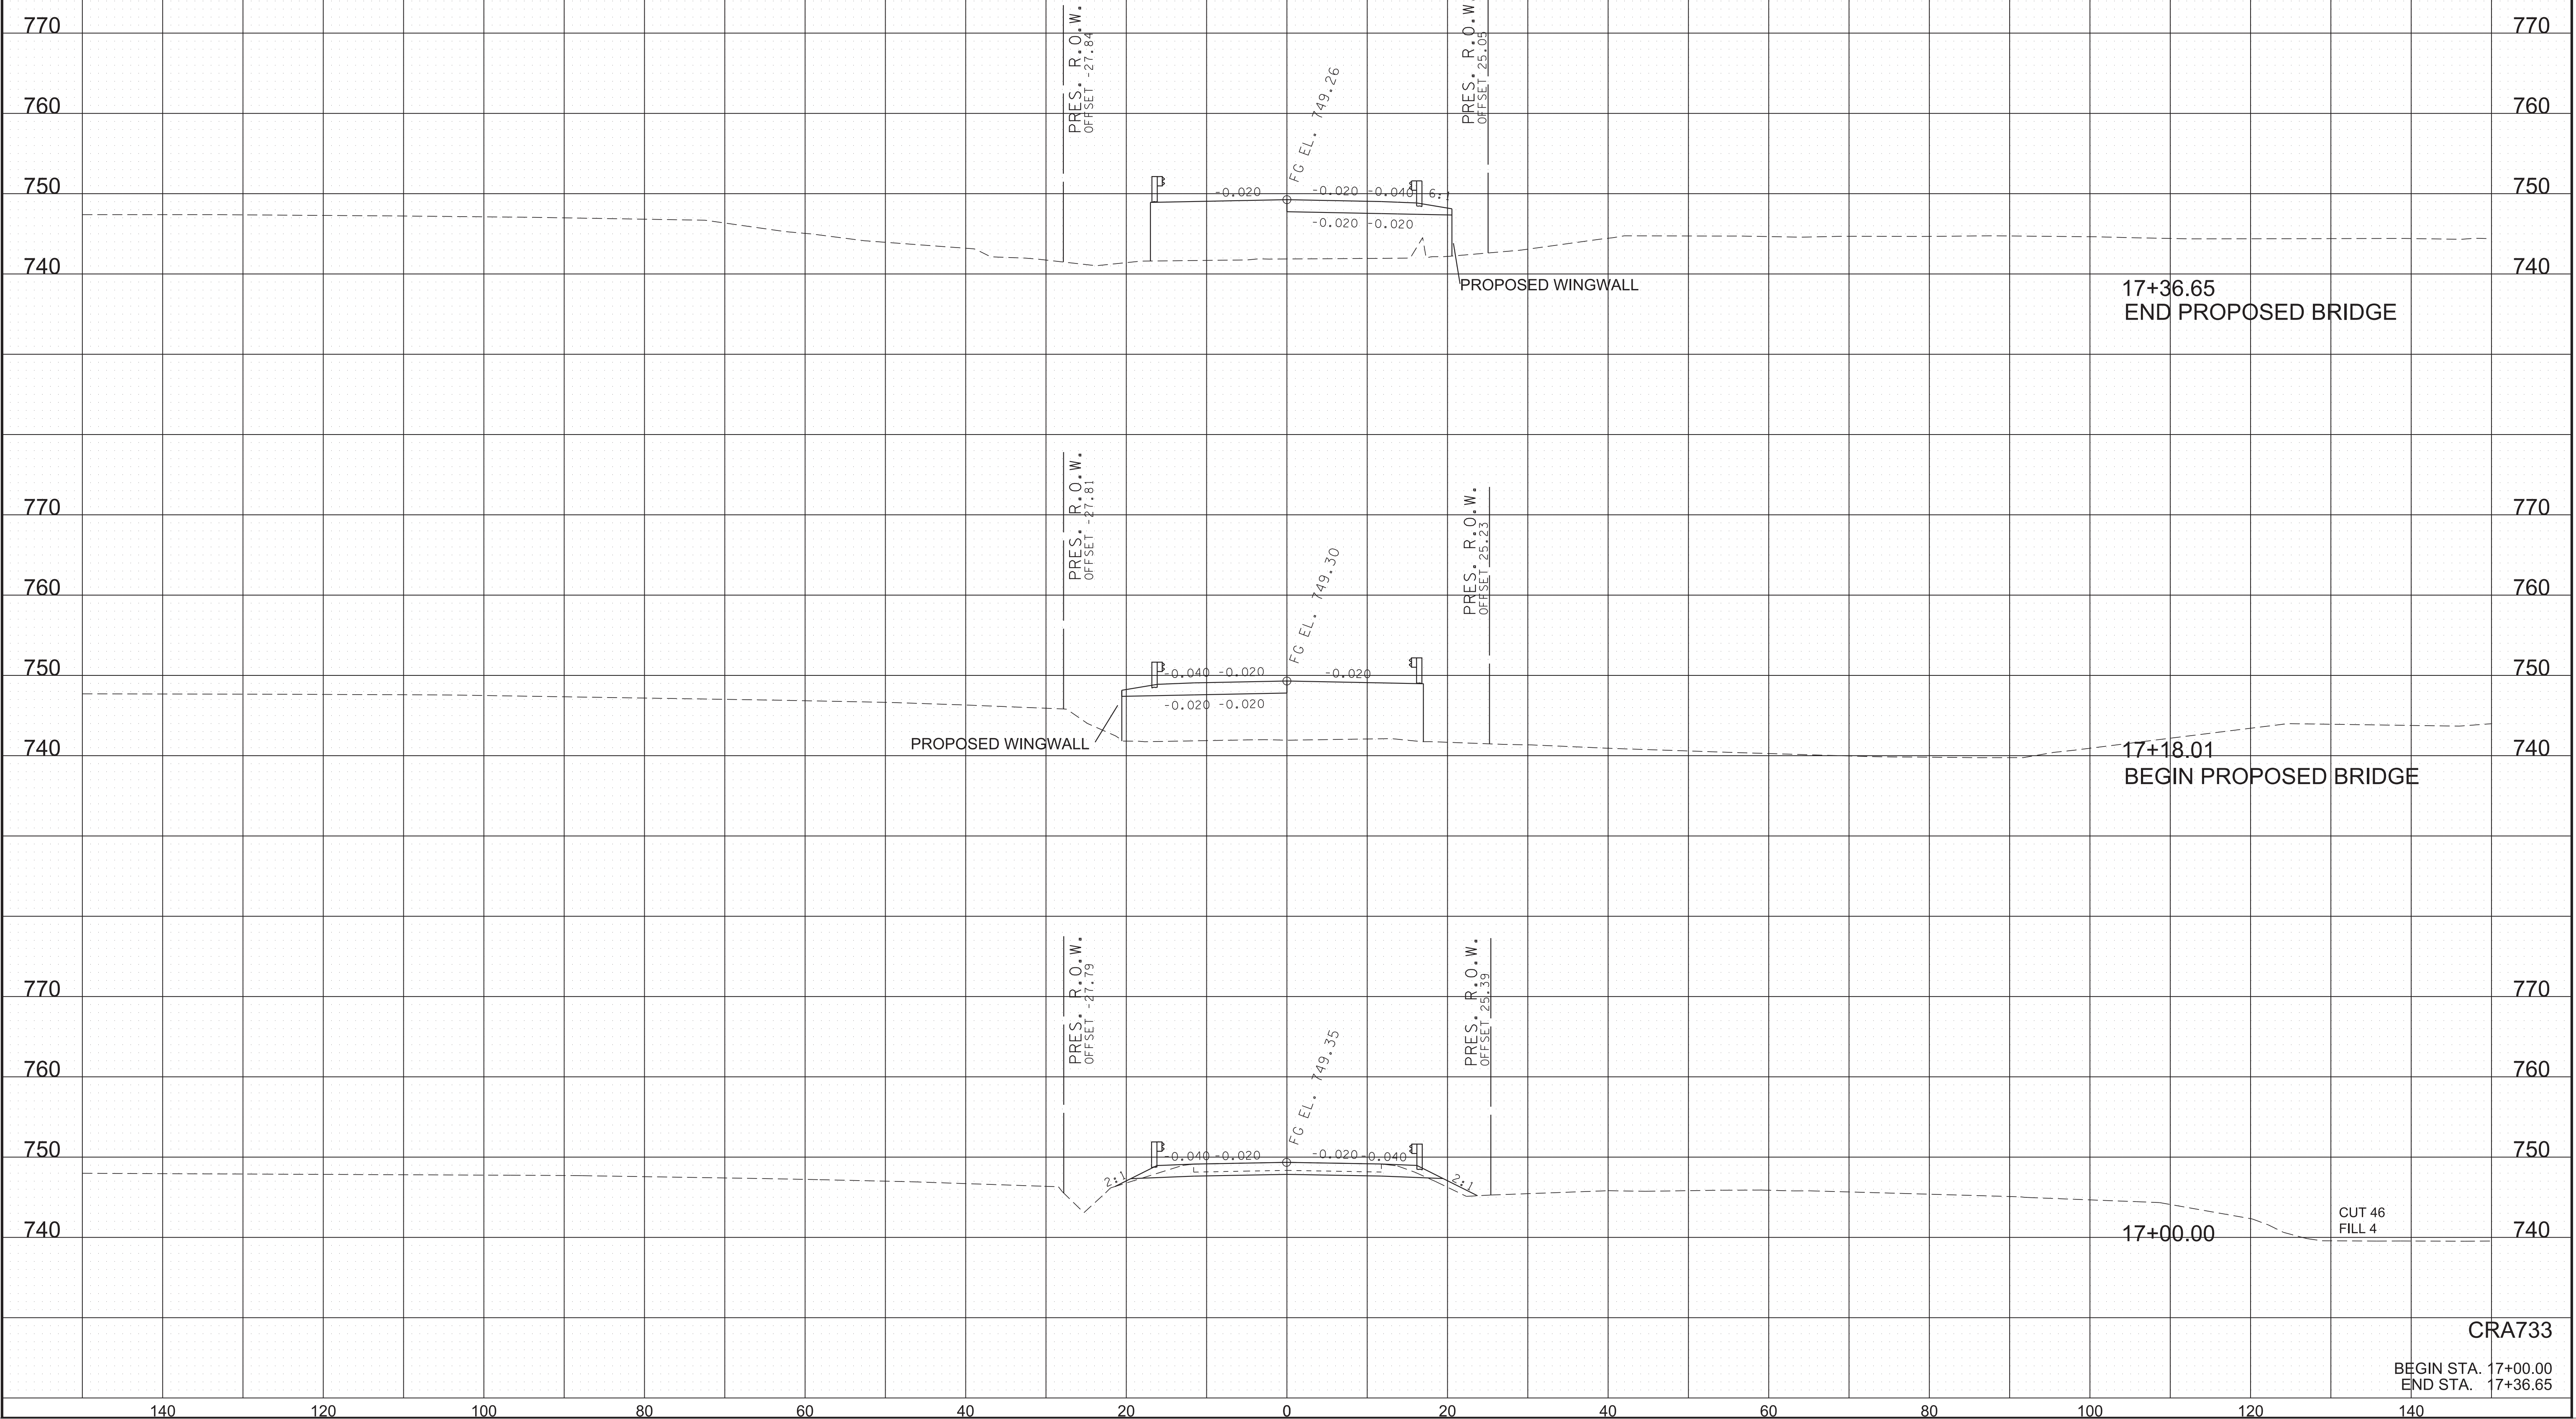 770
770
PRES. R.O.W.
OFFSET -27.84
PRES. R.O.W.
OFFSET 25.05
760
760
FG EL. 749.26
750
750
-0.020
-0.020 -0.040
6:1
-0.020 -0.020
740
740
PROPOSED WINGWALL
17+36.65
END PROPOSED BRIDGE
770
770
PRES. R.O.W.
OFFSET -27.81
PRES. R.O.W.
OFFSET 25.23
760
760
FG EL. 749.30
750
750
-0.040 -0.020
-0.020
-0.020 -0.020
740
740
PROPOSED WINGWALL
17+18.01
BEGIN PROPOSED BRIDGE
770
770
PRES. R.O.W.
OFFSET -27.79
PRES. R.O.W.
OFFSET 25.39
760
760
FG EL. 749.35
750
750
-0.040 -0.020
-0.020 -0.040
2:1
2:1
CUT 46
FILL 4
740
740
17+00.00
CRA733
BEGIN STA. 17+00.00
END STA. 17+36.65
140 120 100 80 60 40 20 0 20 40 60 80 100 120 140